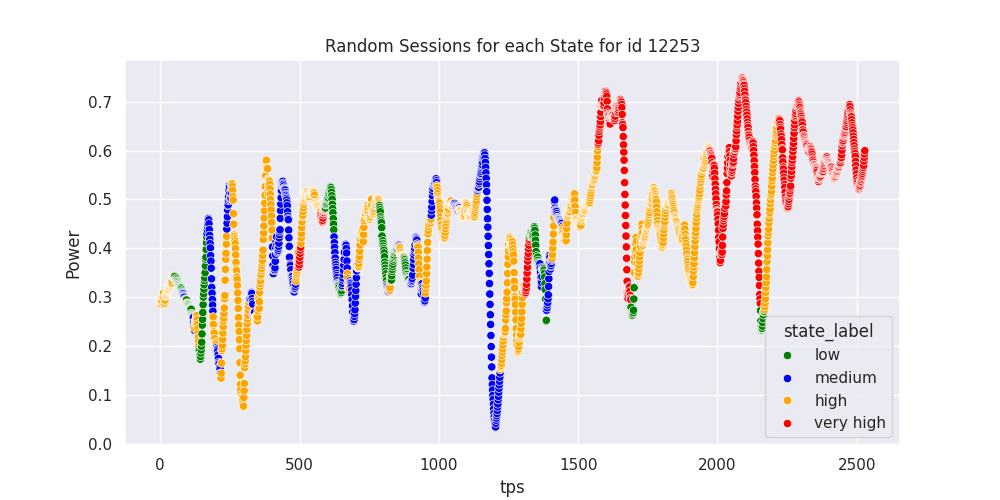 Random Sessions for each State for id 12253
Power
0.7
0.6
0.5
0.4
0.3
0.2
0.1
0.0
0
500
1000
1500
2000
2500
tps
state_label
low
medium
high
very high